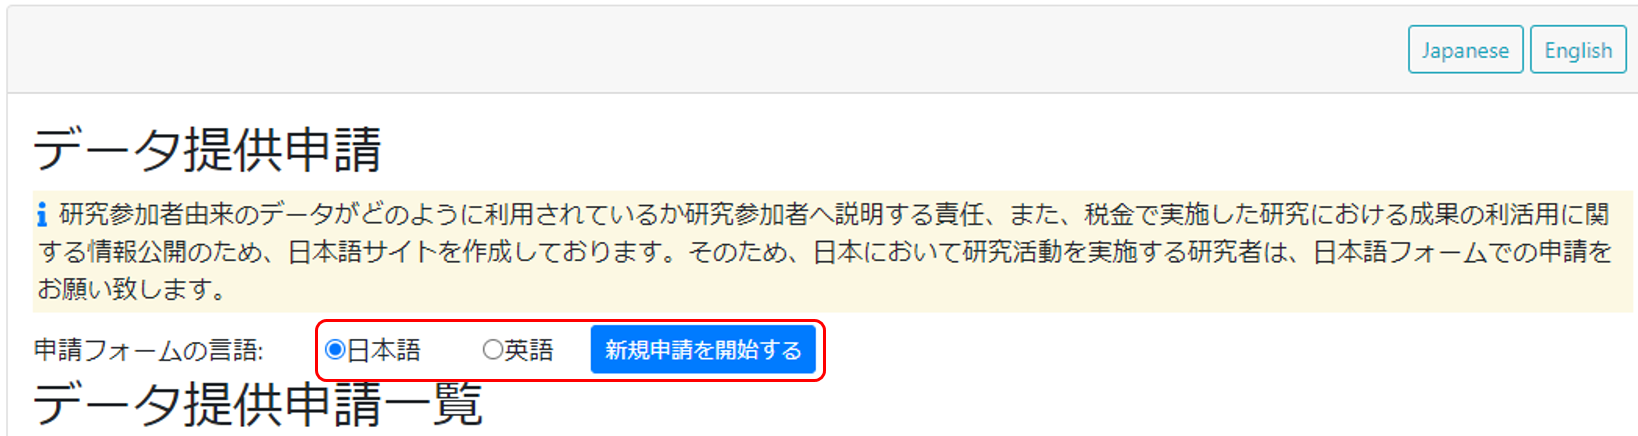 Japanese English
データ提供申請
i 研究参加者由来のデータがどのように利用されているか研究参加者へ説明する責任、また、税金で実施した研究における成果の利活用に関
する情報公開のため、日本語サイトを作成しております。そのため、日本において研究活動を実施する研究者は、日本語フォームでの申請を
お願い致します。
申請フォームの言語: 日本語 英語 新規申請を開始する
データ提供申請一覧